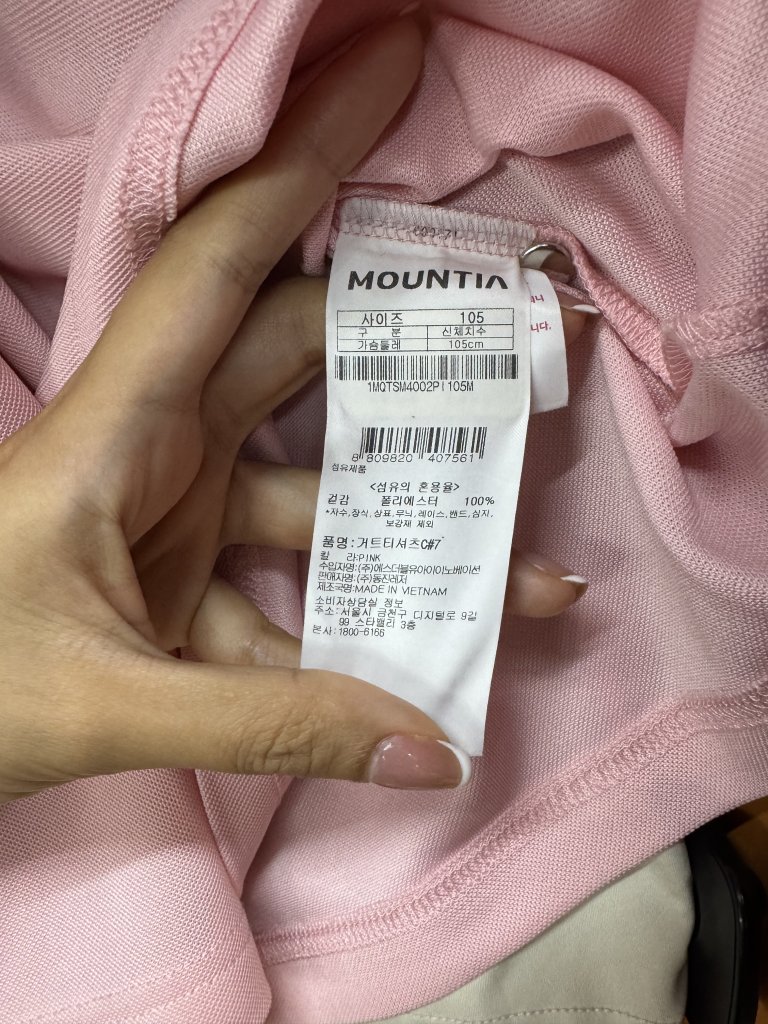 MOUNTIA
사이즈 105
구 분 신체치수
가슴둘레 105cm
1MQTSM4002PI105M
8 809820 407561
섬유제품
<섬유의 혼용율>
겉감 폴리에스터 100%
*자수,장식,상표,무늬,레이스,밴드,심지,
보강재 제외
품명:거트티셔츠C#7
칼 라:PINK
수입자명:(주)에스더블유아이이노베이션
판매자명:(주)동진레저
제조국명:MADE IN VIETNAM
소비자상담실 정보
주소:서울시 금천구 디지털로 9길
99 스타밸리 3층
본사:1800-6166
니다.